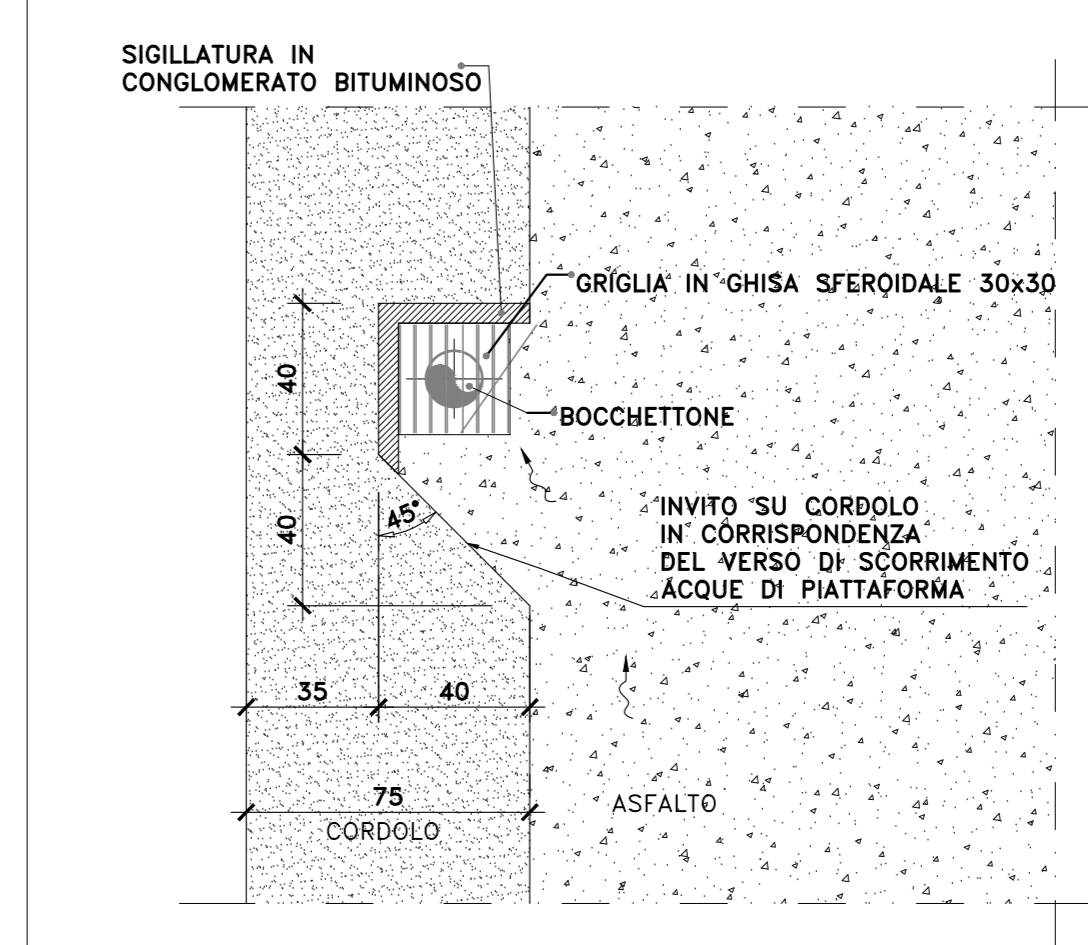 SIGILLATURA IN
CONGLOMERATO BITUMINOSO
GRIGLIA IN GHISA SFEROIDALE 30x30
40
BOCCHETTONE
INVITO SU CORDOLO
IN CORRISPONDENZA
DEL VERSO DI SCORRIMENTO
ACQUE DI PIATTAFORMA
45°
40
35
40
75
CORDOLO
ASFALTO